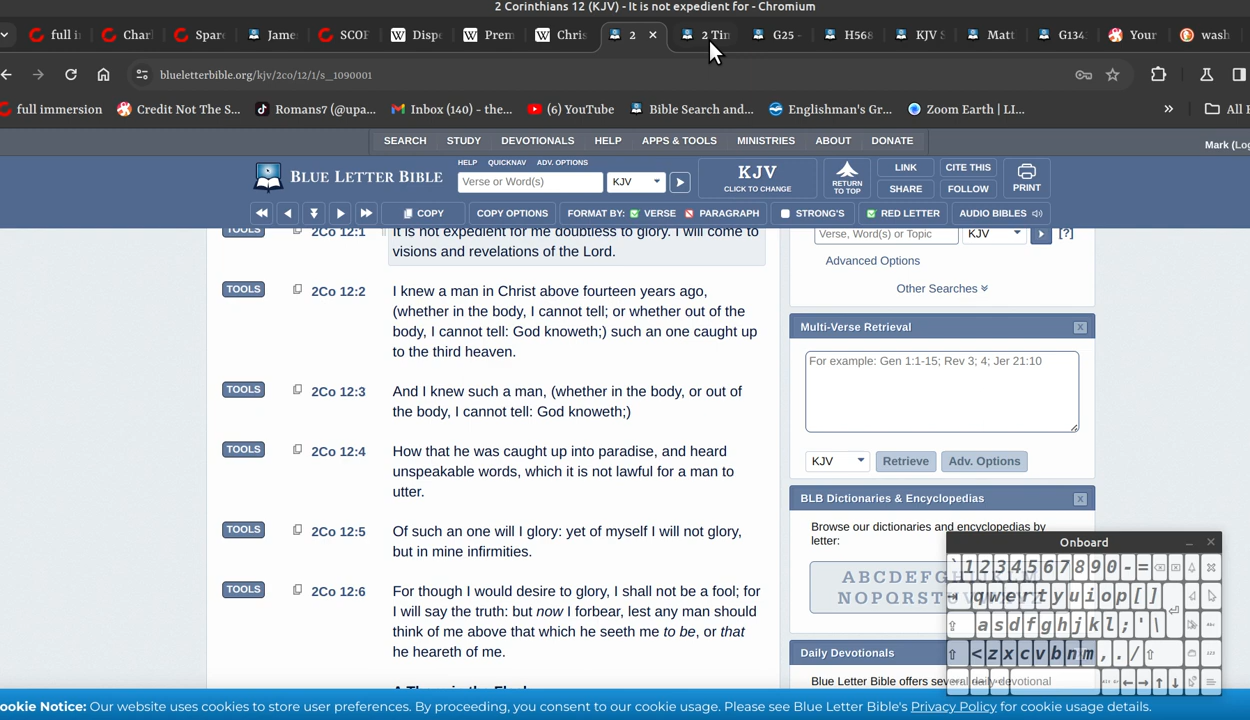 2 Corinthians 12 (KJV) - It is not expedient for - Chromium
full i
Charl
Spare
Jame
SCOF
Dispe
Prem
Chris
2
2 Tin
G25 -
H568
KJV S
Matt
G134
Your
wash
blueletterbible.org/kjv/2co/12/1/s_1090001
full immersion
Credit Not The S...
Romans7 (@upa...
Inbox (140) - the...
(6) YouTube
Bible Search and...
Englishman's Gr...
Zoom Earth | LI...
»
All B
SEARCH STUDY DEVOTIONALS HELP APPS & TOOLS MINISTRIES ABOUT DONATE
Mark (Log
BLUE LETTER BIBLE
HELP QUICKNAV ADV. OPTIONS
Verse or Word(s)
KJV
KJV
CLICK TO CHANGE
RETURN
TO TOP
LINK
CITE THIS
SHARE
FOLLOW
PRINT
COPY
COPY OPTIONS
FORMAT BY: VERSE PARAGRAPH
STRONG'S
RED LETTER
AUDIO BIBLES
TOOLS 2Co 12:1 It is not expedient for me doubtless to glory. I will come to
visions and revelations of the Lord.
TOOLS 2Co 12:2 I knew a man in Christ above fourteen years ago,
(whether in the body, I cannot tell; or whether out of the
body, I cannot tell: God knoweth;) such an one caught up
to the third heaven.
TOOLS 2Co 12:3 And I knew such a man, (whether in the body, or out of
the body, I cannot tell: God knoweth;)
TOOLS 2Co 12:4 How that he was caught up into paradise, and heard
unspeakable words, which it is not lawful for a man to
utter.
TOOLS 2Co 12:5 Of such an one will I glory: yet of myself I will not glory,
but in mine infirmities.
TOOLS 2Co 12:6 For though I would desire to glory, I shall not be a fool; for
I will say the truth: but now I forbear, lest any man should
think of me above that which he seeth me to be, or that
he heareth of me.
Verse, Word(s) or Topic
KJV
[?]
Advanced Options
Other Searches
Multi-Verse Retrieval
X
For example: Gen 1:1-15; Rev 3; 4; Jer 21:10
KJV
Retrieve
Adv. Options
BLB Dictionaries & Encyclopedias
X
Browse our dictionaries and encyclopedias by
letter:
A B C D E F G H
N O P Q R S T
Daily Devotionals
Blue Letter Bible offers several daily devotional
Onboard
` 1 2 3 4 5 6 7 8 9 0 - =
q w e r t y u i o p [ ]
a s d f g h j k l ; ' \
< z x c v b n m , . /
ookie Notice: Our website uses cookies to store user preferences. By proceeding, you consent to our cookie usage. Please see Blue Letter Bible's Privacy Policy for cookie usage details.